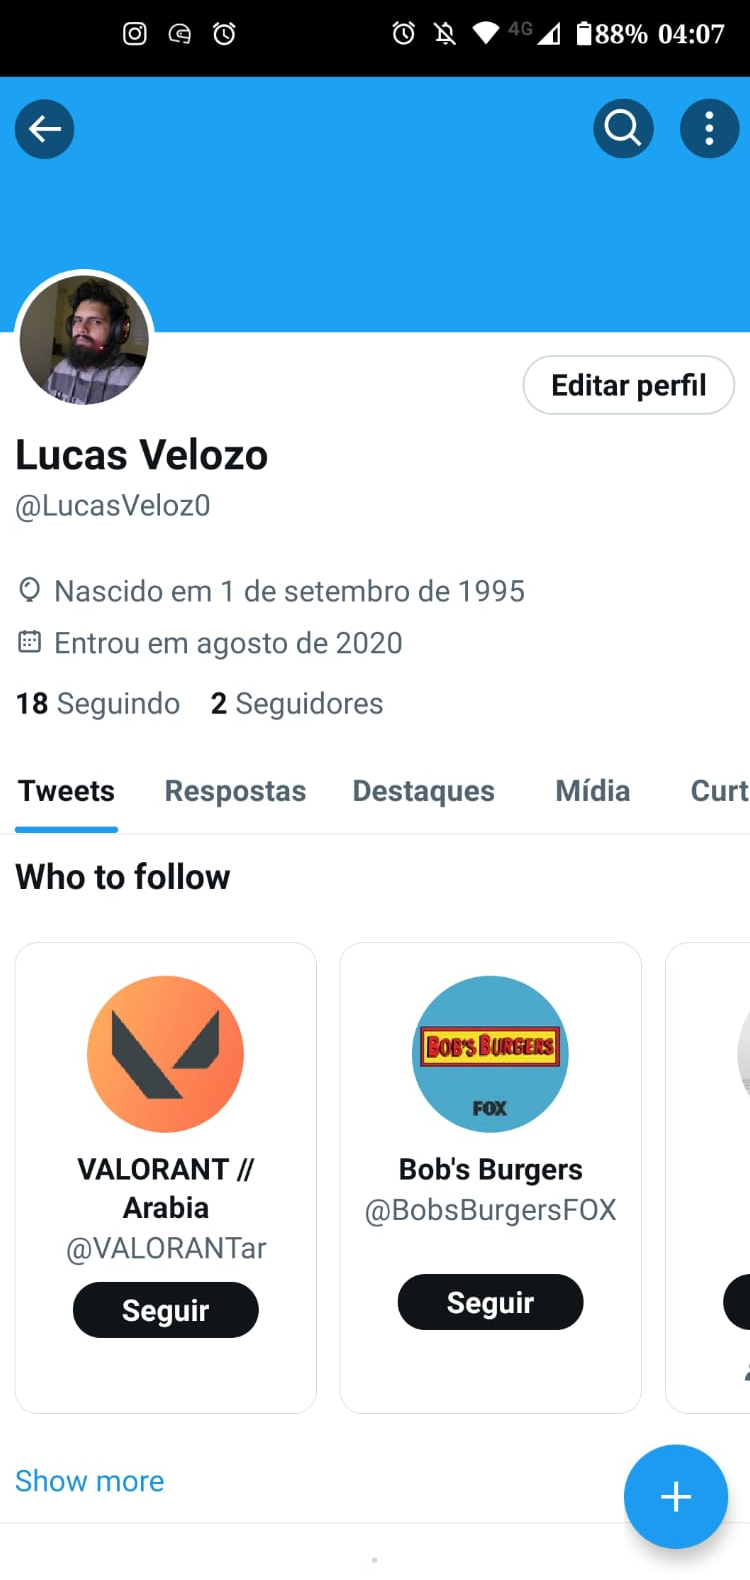 4G 88% 04:07
Editar perfil
Lucas Velozo
@LucasVeloz0
Nascido em 1 de setembro de 1995
Entrou em agosto de 2020
18 Seguindo 2 Seguidores
Tweets Respostas Destaques Mídia Curt
Who to follow
BOB'S BURGERS
FOX
VALORANT //
Arabia
@VALORANTar
Seguir
Bob's Burgers
@BobsBurgersFOX
Seguir
Show more